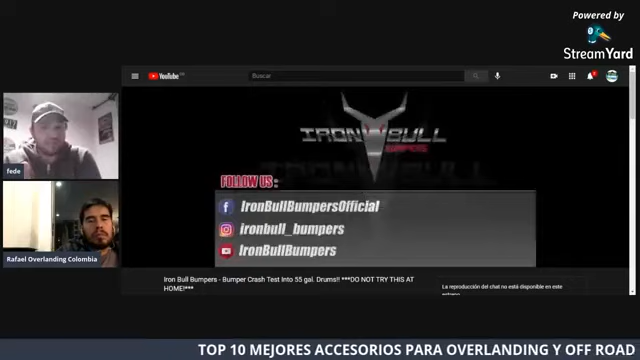 Powered by
StreamYard
YouTube
Buscar
IRON BULL
BUMPERS
FOLLOW US:
IronBullBumpersOfficial
ironbull_bumpers
IronBullBumpers
fede
Rafael Overlanding Colombia
Iron Bull Bumpers - Bumper Crash Test Into 55 gal. Drums!! ***DO NOT TRY THIS AT
HOME!***
La reproducción del chat no está disponible en este
TOP 10 MEJORES ACCESORIOS PARA OVERLANDING Y OFF ROAD